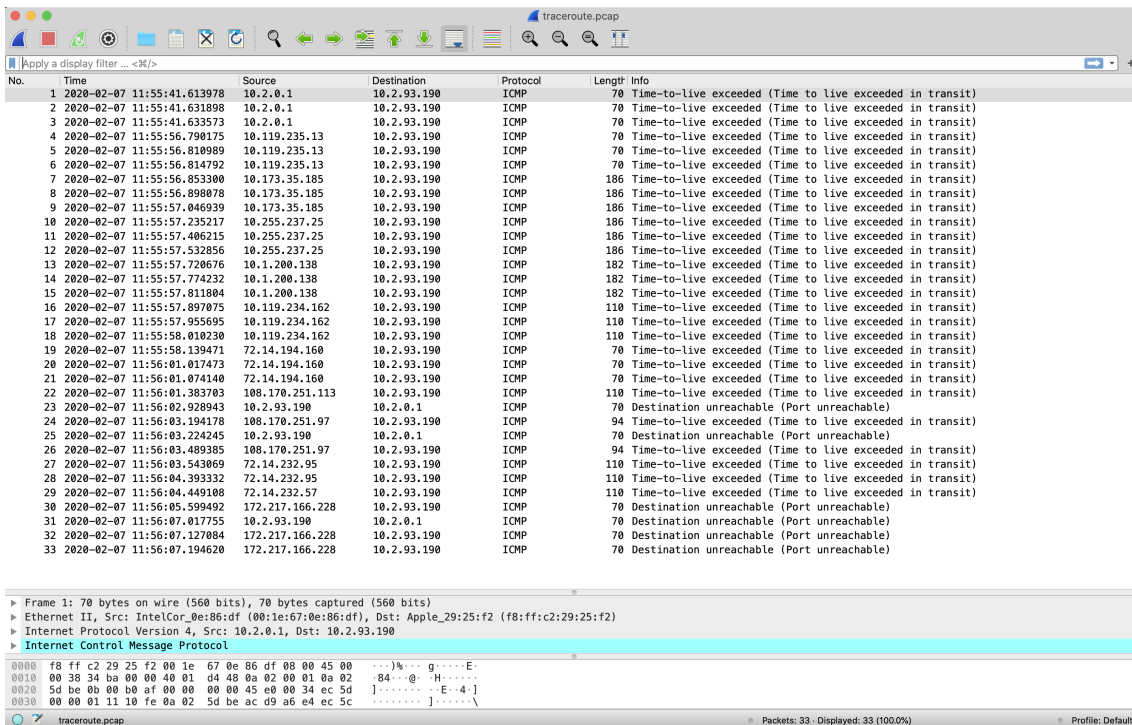 traceroute.pcap
Apply a display filter ... <⌘/>
+
No. Time Source Destination Protocol Length Info
1 2020-02-07 11:55:41.613978 10.2.0.1 10.2.93.190 ICMP 70 Time-to-live exceeded (Time to live exceeded in transit)
2 2020-02-07 11:55:41.631898 10.2.0.1 10.2.93.190 ICMP 70 Time-to-live exceeded (Time to live exceeded in transit)
3 2020-02-07 11:55:41.633573 10.2.0.1 10.2.93.190 ICMP 70 Time-to-live exceeded (Time to live exceeded in transit)
4 2020-02-07 11:55:56.790175 10.119.235.13 10.2.93.190 ICMP 70 Time-to-live exceeded (Time to live exceeded in transit)
5 2020-02-07 11:55:56.810989 10.119.235.13 10.2.93.190 ICMP 70 Time-to-live exceeded (Time to live exceeded in transit)
6 2020-02-07 11:55:56.814792 10.119.235.13 10.2.93.190 ICMP 70 Time-to-live exceeded (Time to live exceeded in transit)
7 2020-02-07 11:55:56.853300 10.173.35.185 10.2.93.190 ICMP 186 Time-to-live exceeded (Time to live exceeded in transit)
8 2020-02-07 11:55:56.898078 10.173.35.185 10.2.93.190 ICMP 186 Time-to-live exceeded (Time to live exceeded in transit)
9 2020-02-07 11:55:57.046939 10.173.35.185 10.2.93.190 ICMP 186 Time-to-live exceeded (Time to live exceeded in transit)
10 2020-02-07 11:55:57.235217 10.255.237.25 10.2.93.190 ICMP 186 Time-to-live exceeded (Time to live exceeded in transit)
11 2020-02-07 11:55:57.406215 10.255.237.25 10.2.93.190 ICMP 186 Time-to-live exceeded (Time to live exceeded in transit)
12 2020-02-07 11:55:57.532856 10.255.237.25 10.2.93.190 ICMP 186 Time-to-live exceeded (Time to live exceeded in transit)
13 2020-02-07 11:55:57.720676 10.1.200.138 10.2.93.190 ICMP 182 Time-to-live exceeded (Time to live exceeded in transit)
14 2020-02-07 11:55:57.774232 10.1.200.138 10.2.93.190 ICMP 182 Time-to-live exceeded (Time to live exceeded in transit)
15 2020-02-07 11:55:57.811804 10.1.200.138 10.2.93.190 ICMP 182 Time-to-live exceeded (Time to live exceeded in transit)
16 2020-02-07 11:55:57.897075 10.119.234.162 10.2.93.190 ICMP 110 Time-to-live exceeded (Time to live exceeded in transit)
17 2020-02-07 11:55:57.955695 10.119.234.162 10.2.93.190 ICMP 110 Time-to-live exceeded (Time to live exceeded in transit)
18 2020-02-07 11:55:58.010230 10.119.234.162 10.2.93.190 ICMP 110 Time-to-live exceeded (Time to live exceeded in transit)
19 2020-02-07 11:55:58.139471 72.14.194.160 10.2.93.190 ICMP 70 Time-to-live exceeded (Time to live exceeded in transit)
20 2020-02-07 11:56:01.017473 72.14.194.160 10.2.93.190 ICMP 70 Time-to-live exceeded (Time to live exceeded in transit)
21 2020-02-07 11:56:01.074140 72.14.194.160 10.2.93.190 ICMP 70 Time-to-live exceeded (Time to live exceeded in transit)
22 2020-02-07 11:56:01.383703 108.170.251.113 10.2.93.190 ICMP 110 Time-to-live exceeded (Time to live exceeded in transit)
23 2020-02-07 11:56:02.928943 10.2.93.190 10.2.0.1 ICMP 70 Destination unreachable (Port unreachable)
24 2020-02-07 11:56:03.194178 108.170.251.97 10.2.93.190 ICMP 94 Time-to-live exceeded (Time to live exceeded in transit)
25 2020-02-07 11:56:03.224245 10.2.93.190 10.2.0.1 ICMP 70 Destination unreachable (Port unreachable)
26 2020-02-07 11:56:03.489385 108.170.251.97 10.2.93.190 ICMP 94 Time-to-live exceeded (Time to live exceeded in transit)
27 2020-02-07 11:56:03.543069 72.14.232.95 10.2.93.190 ICMP 110 Time-to-live exceeded (Time to live exceeded in transit)
28 2020-02-07 11:56:04.393332 72.14.232.95 10.2.93.190 ICMP 110 Time-to-live exceeded (Time to live exceeded in transit)
29 2020-02-07 11:56:04.449108 72.14.232.57 10.2.93.190 ICMP 110 Time-to-live exceeded (Time to live exceeded in transit)
30 2020-02-07 11:56:05.599492 172.217.166.228 10.2.93.190 ICMP 70 Destination unreachable (Port unreachable)
31 2020-02-07 11:56:07.017755 10.2.93.190 10.2.0.1 ICMP 70 Destination unreachable (Port unreachable)
32 2020-02-07 11:56:07.127084 172.217.166.228 10.2.93.190 ICMP 70 Destination unreachable (Port unreachable)
33 2020-02-07 11:56:07.194620 172.217.166.228 10.2.93.190 ICMP 70 Destination unreachable (Port unreachable)
Frame 1: 70 bytes on wire (560 bits), 70 bytes captured (560 bits)
Ethernet II, Src: IntelCor_0e:86:df (00:1e:67:0e:86:df), Dst: Apple_29:25:f2 (f8:ff:c2:29:25:f2)
Internet Protocol Version 4, Src: 10.2.0.1, Dst: 10.2.93.190
Internet Control Message Protocol
0000 f8 ff c2 29 25 f2 00 1e 67 0e 86 df 08 00 45 00 ···)%··· g·····E·
0010 00 38 34 ba 00 00 40 01 d4 48 0a 02 00 01 0a 02 ·84···@· ·H······
0020 5d be 0b 00 b0 af 00 00 00 00 45 e0 00 34 ec 5d ]······· ··E··4·]
0030 00 00 01 11 10 fe 0a 02 5d be ac d9 a6 e4 ec 5c ········ ]······\
traceroute.pcap Packets: 33 · Displayed: 33 (100.0%) Profile: Default